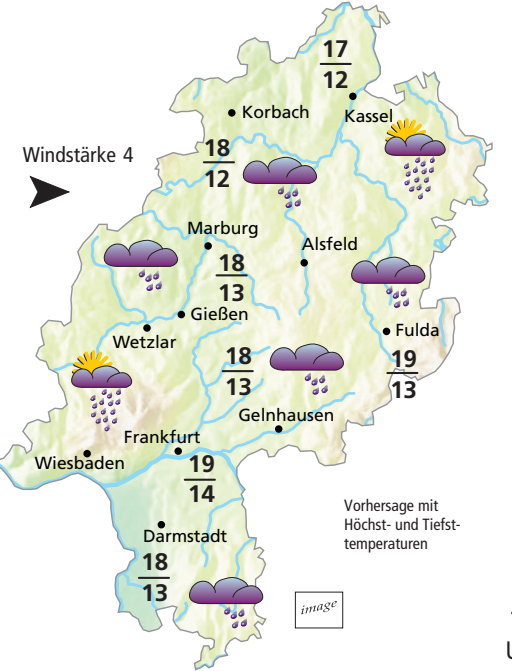 17
12
Korbach
Kassel
Windstärke 4
18
12
Marburg
Alsfeld
18
13
Gießen
Fulda
Wetzlar
18
13
19
13
Gelnhausen
Frankfurt
Wiesbaden
19
14
Vorhersage mit
Höchst- und Tiefst-
temperaturen
Darmstadt
18
13
image